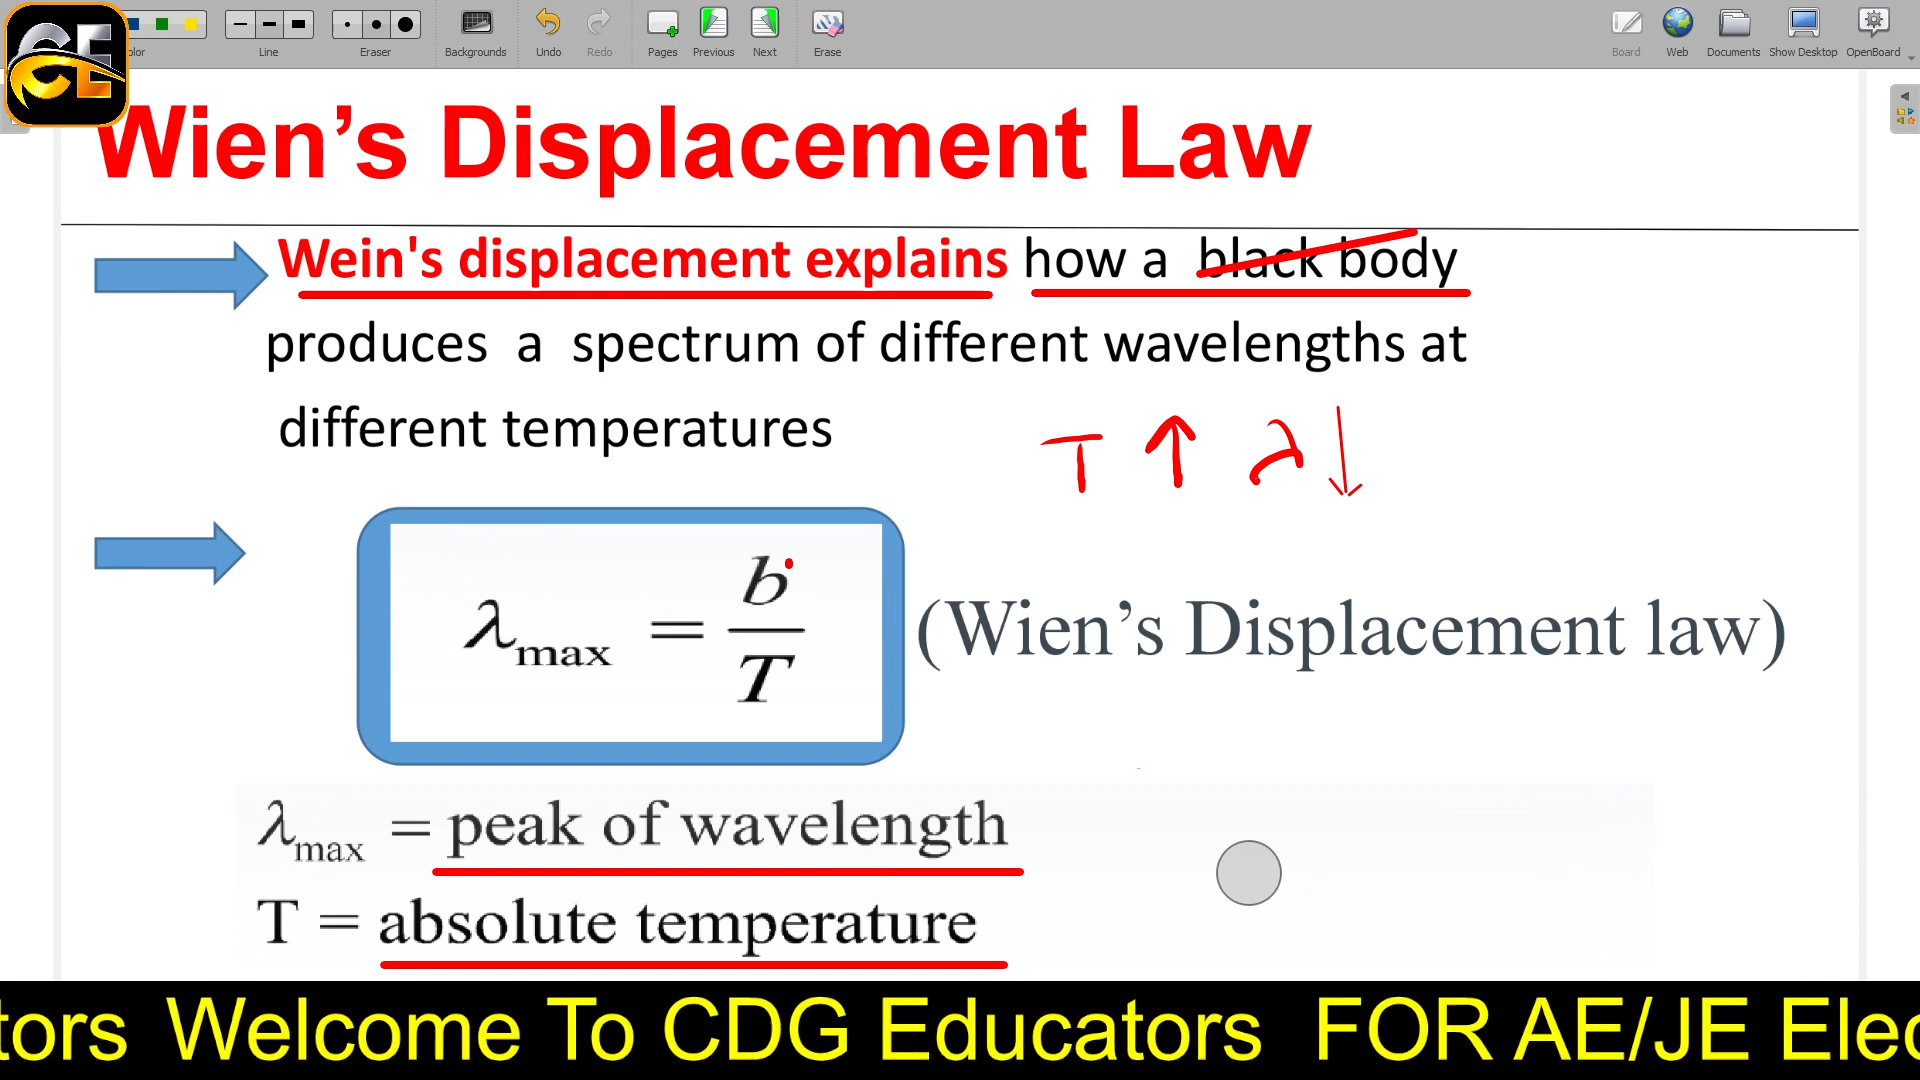 CE
olor
Line
Eraser
Backgrounds
Undo
Redo
Pages
Previous
Next
Erase
Board
Web
Documents
Show Desktop
OpenBoard
Wien’s Displacement Law
Wein's displacement explains how a black body
produces a spectrum of different wavelengths at
different temperatures
T ↑ λ ↓
λmax = b/T
(Wien’s Displacement law)
λmax = peak of wavelength
T = absolute temperature
tors Welcome To CDG Educators FOR AE/JE Elec